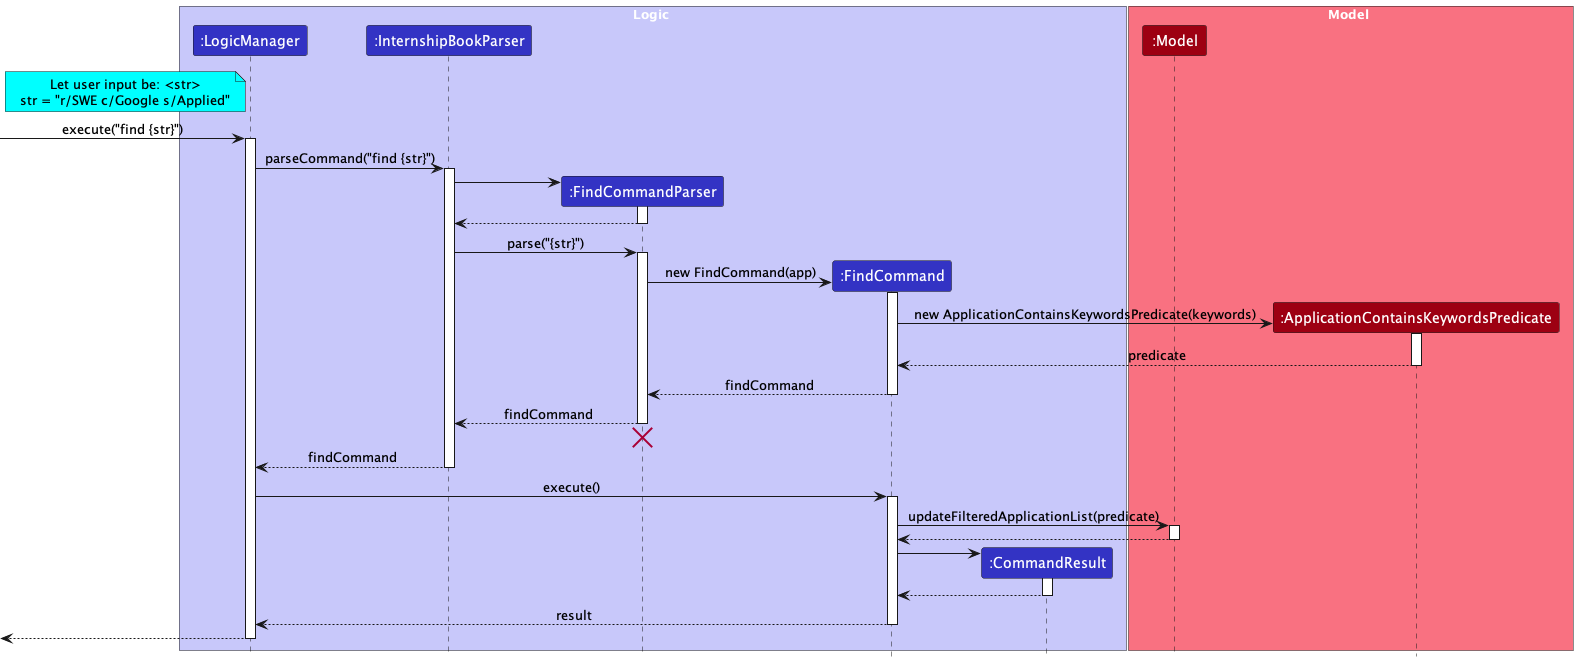 Logic
Model
:LogicManager
:InternshipBookParser
:Model
Let user input be: <str>
str = "r/SWE c/Google s/Applied"
execute("find {str}")
parseCommand("find {str}")
:FindCommandParser
parse("{str}")
new FindCommand(app)
:FindCommand
new ApplicationContainsKeywordsPredicate(keywords)
:ApplicationContainsKeywordsPredicate
predicate
findCommand
findCommand
findCommand
execute()
updateFilteredApplicationList(predicate)
:CommandResult
result